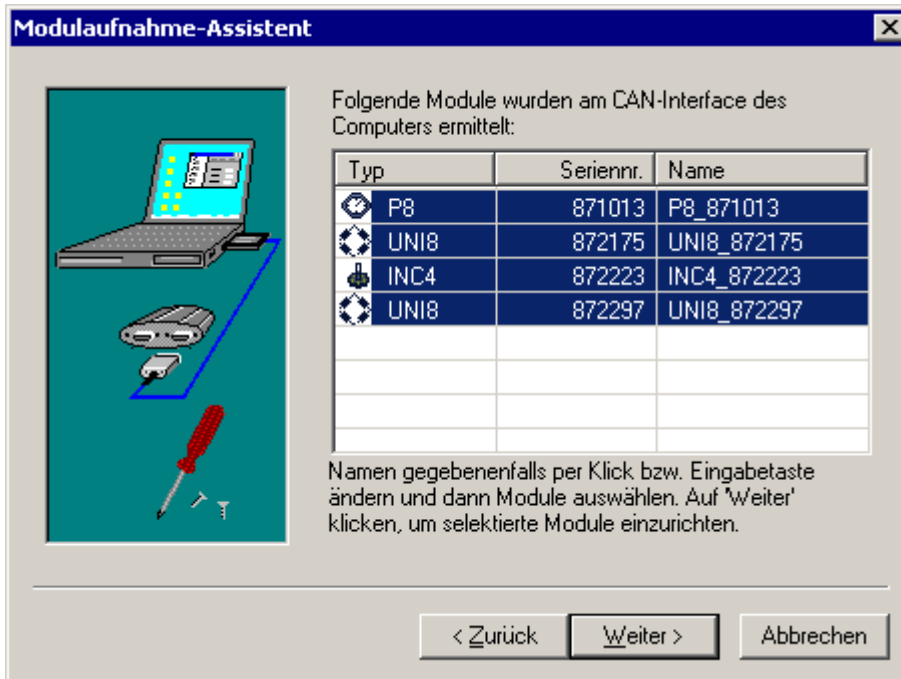 Modulaufnahme-Assistent
Folgende Module wurden am CAN-Interface des
Computers ermittelt:
Typ Seriennr. Name
P8 871013 P8_871013
UNI8 872175 UNI8_872175
INC4 872223 INC4_872223
UNI8 872297 UNI8_872297
Namen gegebenenfalls per Klick bzw. Eingabetaste
ändern und dann Module auswählen. Auf 'Weiter'
klicken, um selektierte Module einzurichten.
< Zurück Weiter > Abbrechen